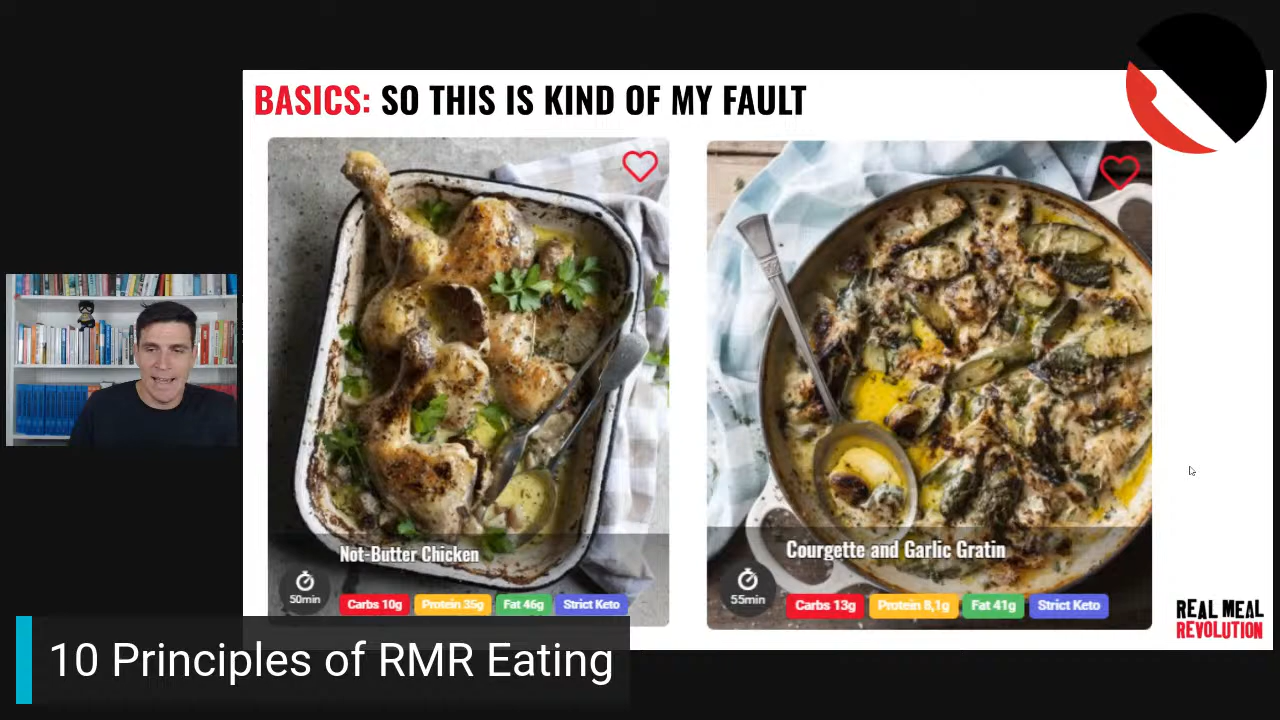 BASICS: SO THIS IS KIND OF MY FAULT
Not-Butter Chicken
50min
Carbs 10g
Protein 35g
Fat 46g
Strict Keto
Courgette and Garlic Gratin
55min
Carbs 13g
Protein 8,1g
Fat 41g
Strict Keto
REAL MEAL
REVOLUTION
10 Principles of RMR Eating